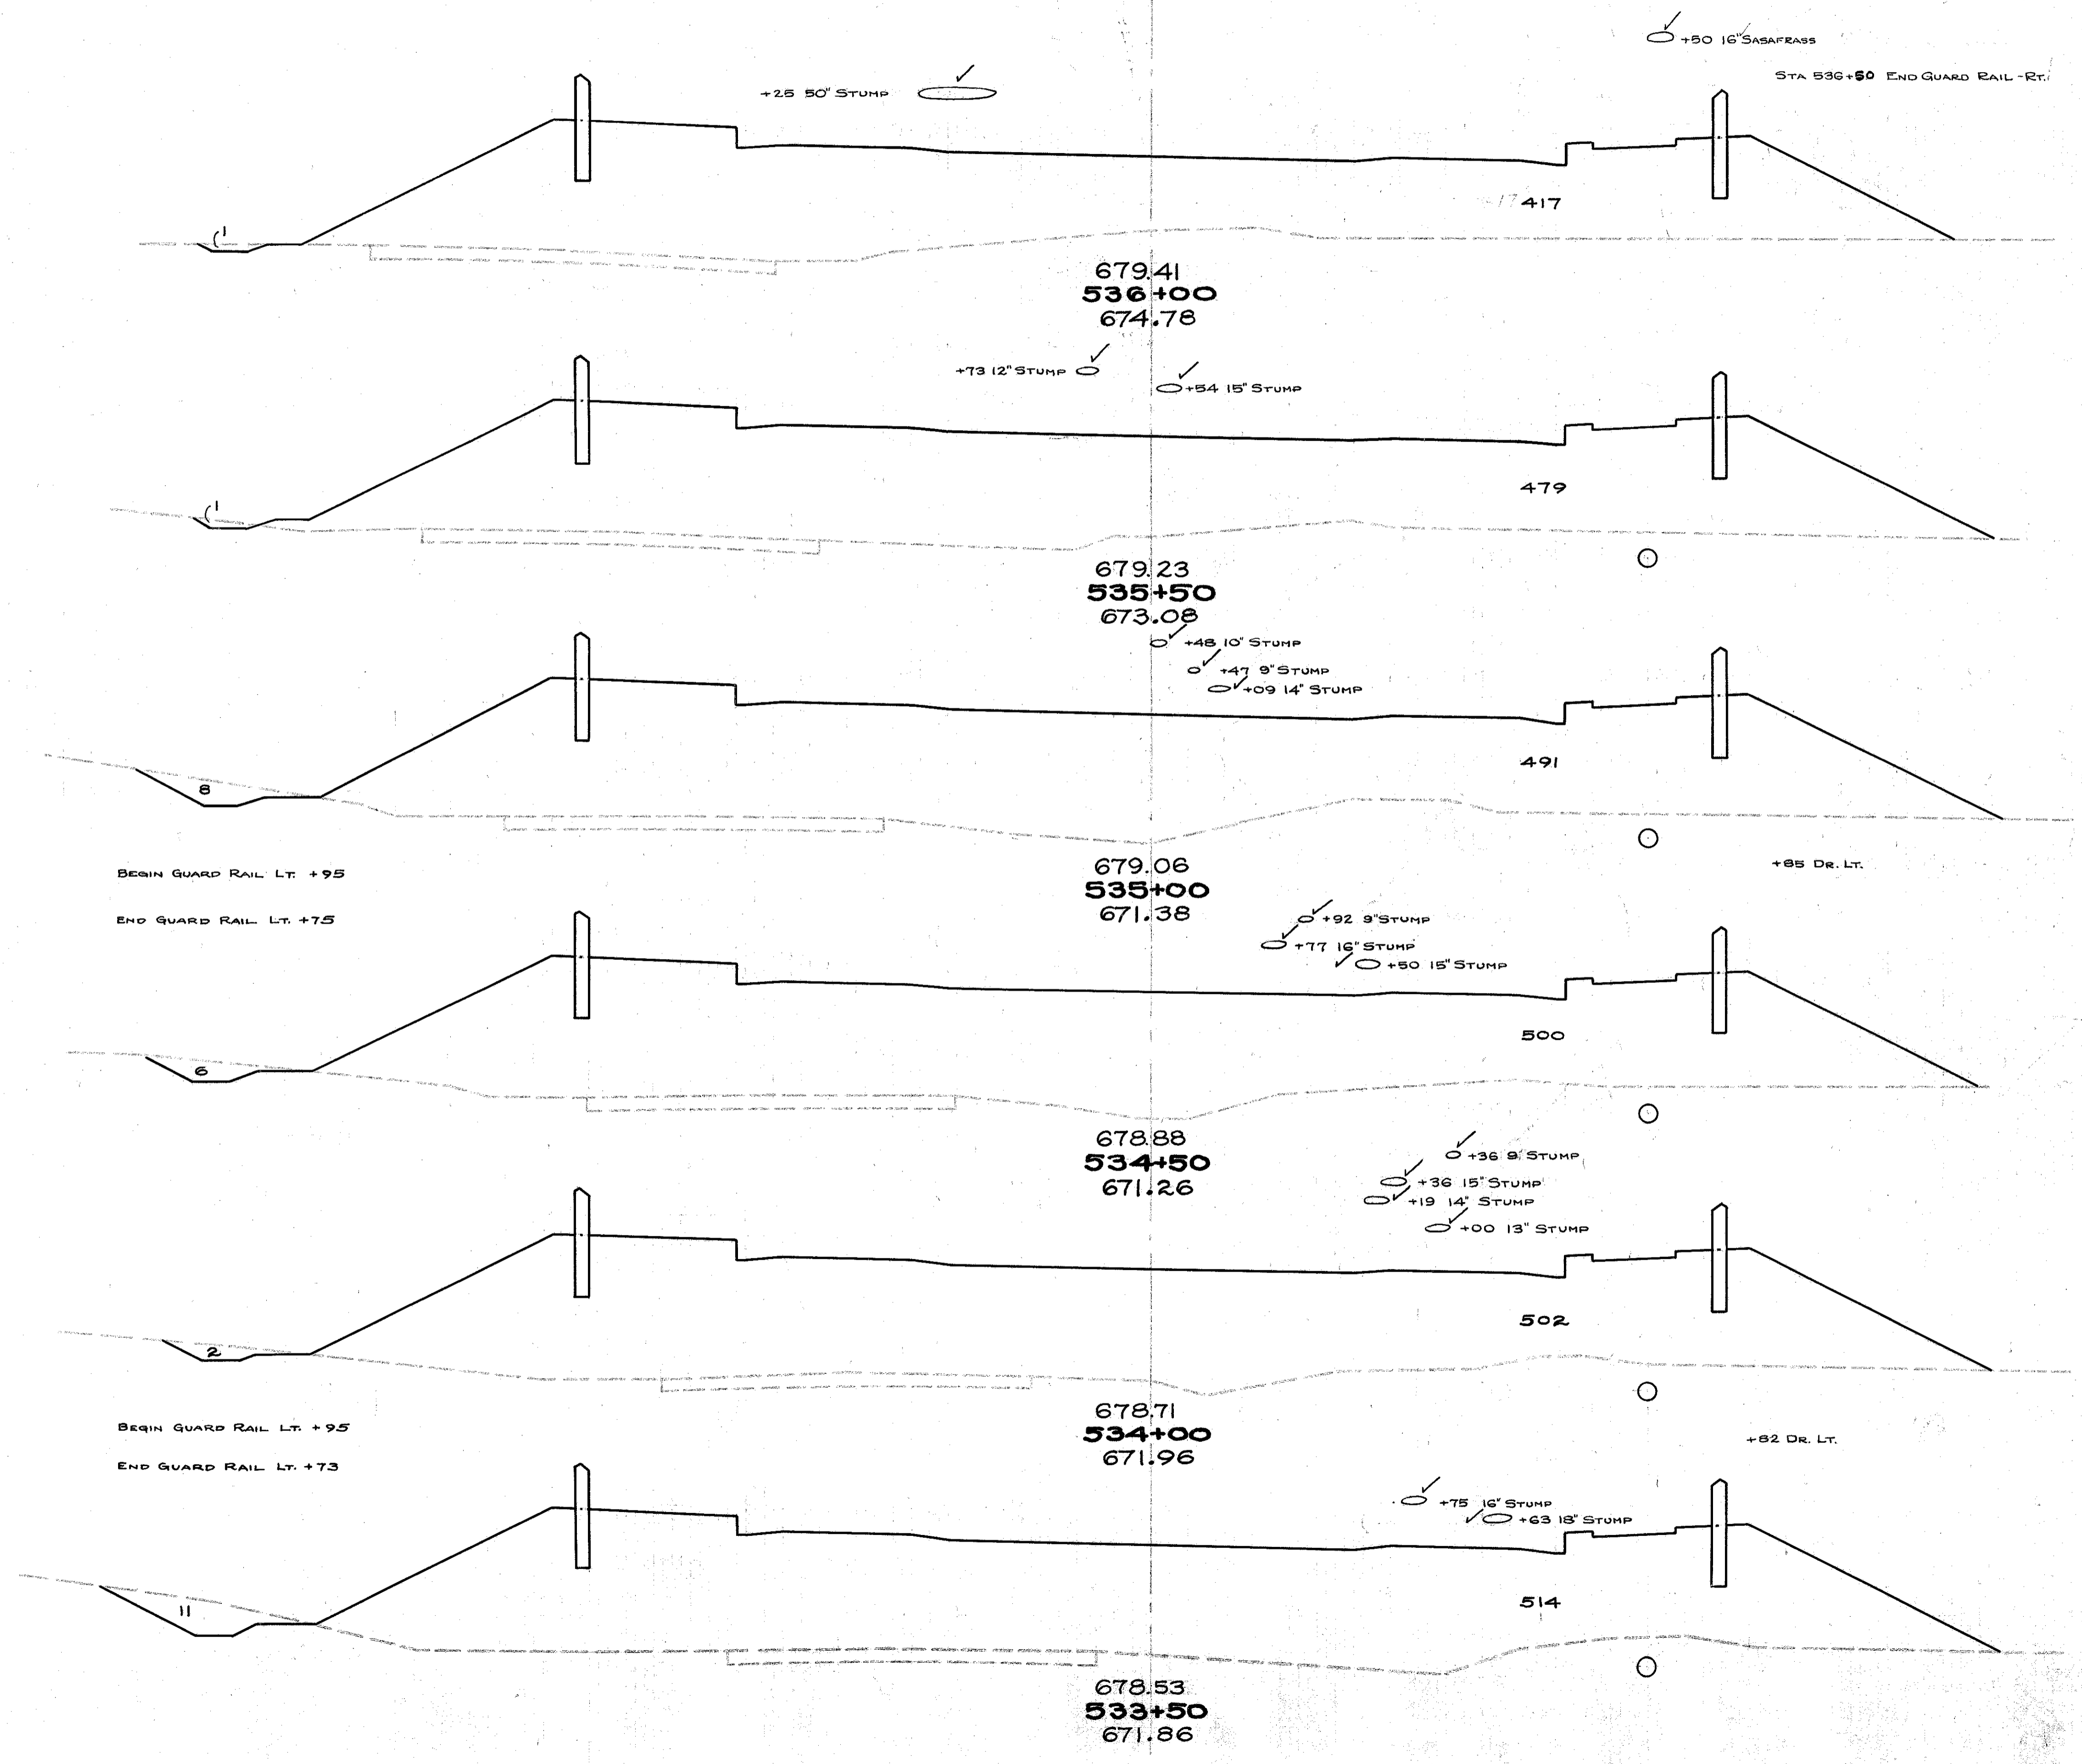 +50 16" SASAFRASS
STA 536+50 END GUARD RAIL-RT.
+25 50" STUMP
417
1
679.41
536+00
674.78
+73 12" STUMP
+54 15" STUMP
479
1
679.23
535+50
673.08
+48 10" STUMP
+47 9" STUMP
+09 14" STUMP
491
8
679.06
535+00
671.38
+85 DR. LT.
BEGIN GUARD RAIL LT. +95
END GUARD RAIL LT. +75
+92 9" STUMP
+77 16" STUMP
+50 15" STUMP
500
6
678.88
534+50
671.26
+36 9" STUMP
+36 15" STUMP
+19 14" STUMP
+00 13" STUMP
502
2
678.71
534+00
671.96
+82 DR. LT.
BEGIN GUARD RAIL LT. +95
END GUARD RAIL LT. +73
+75 16" STUMP
+63 18" STUMP
514
11
678.53
533+50
671.86